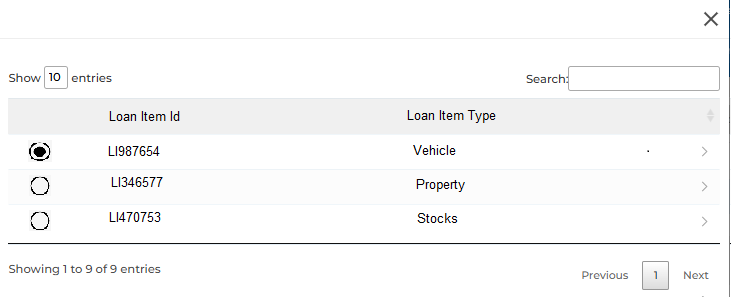 Show 10 entries Search:
Loan Item Id Loan Item Type
LI987654 Vehicle
LI346577 Property
LI470753 Stocks
Showing 1 to 9 of 9 entries Previous 1 Next